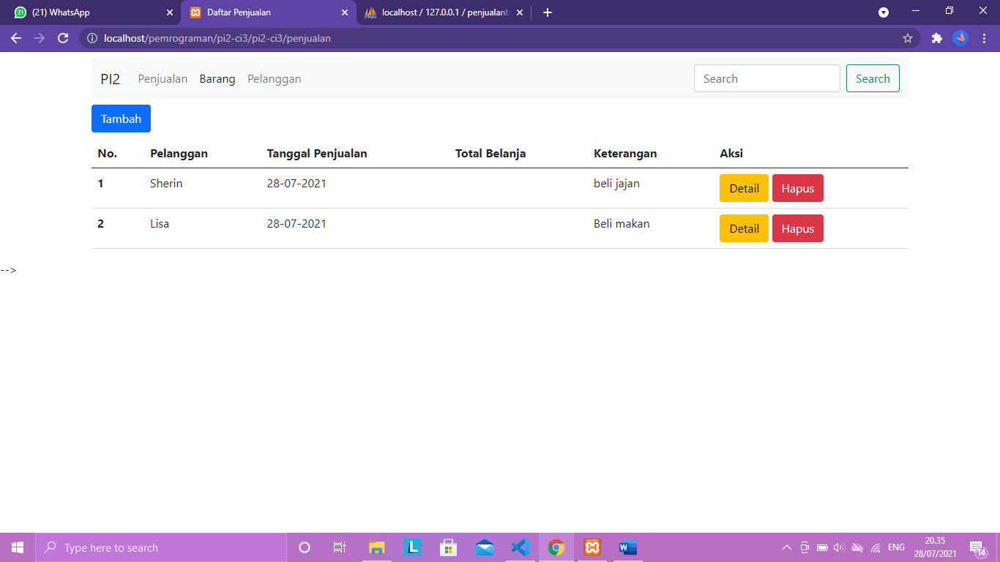 (21) WhatsApp
Daftar Penjualan
localhost / 127.0.0.1 / penjualanb
localhost/pemrograman/pi2-ci3/pi2-ci3/penjualan
PI2 Penjualan Barang Pelanggan Search Search
Tambah
No. Pelanggan Tanggal Penjualan Total Belanja Keterangan Aksi
1 Sherin 28-07-2021 beli jajan Detail Hapus
2 Lisa 28-07-2021 Beli makan Detail Hapus
-->
Type here to search
ENG
20.35
28/07/2021
14